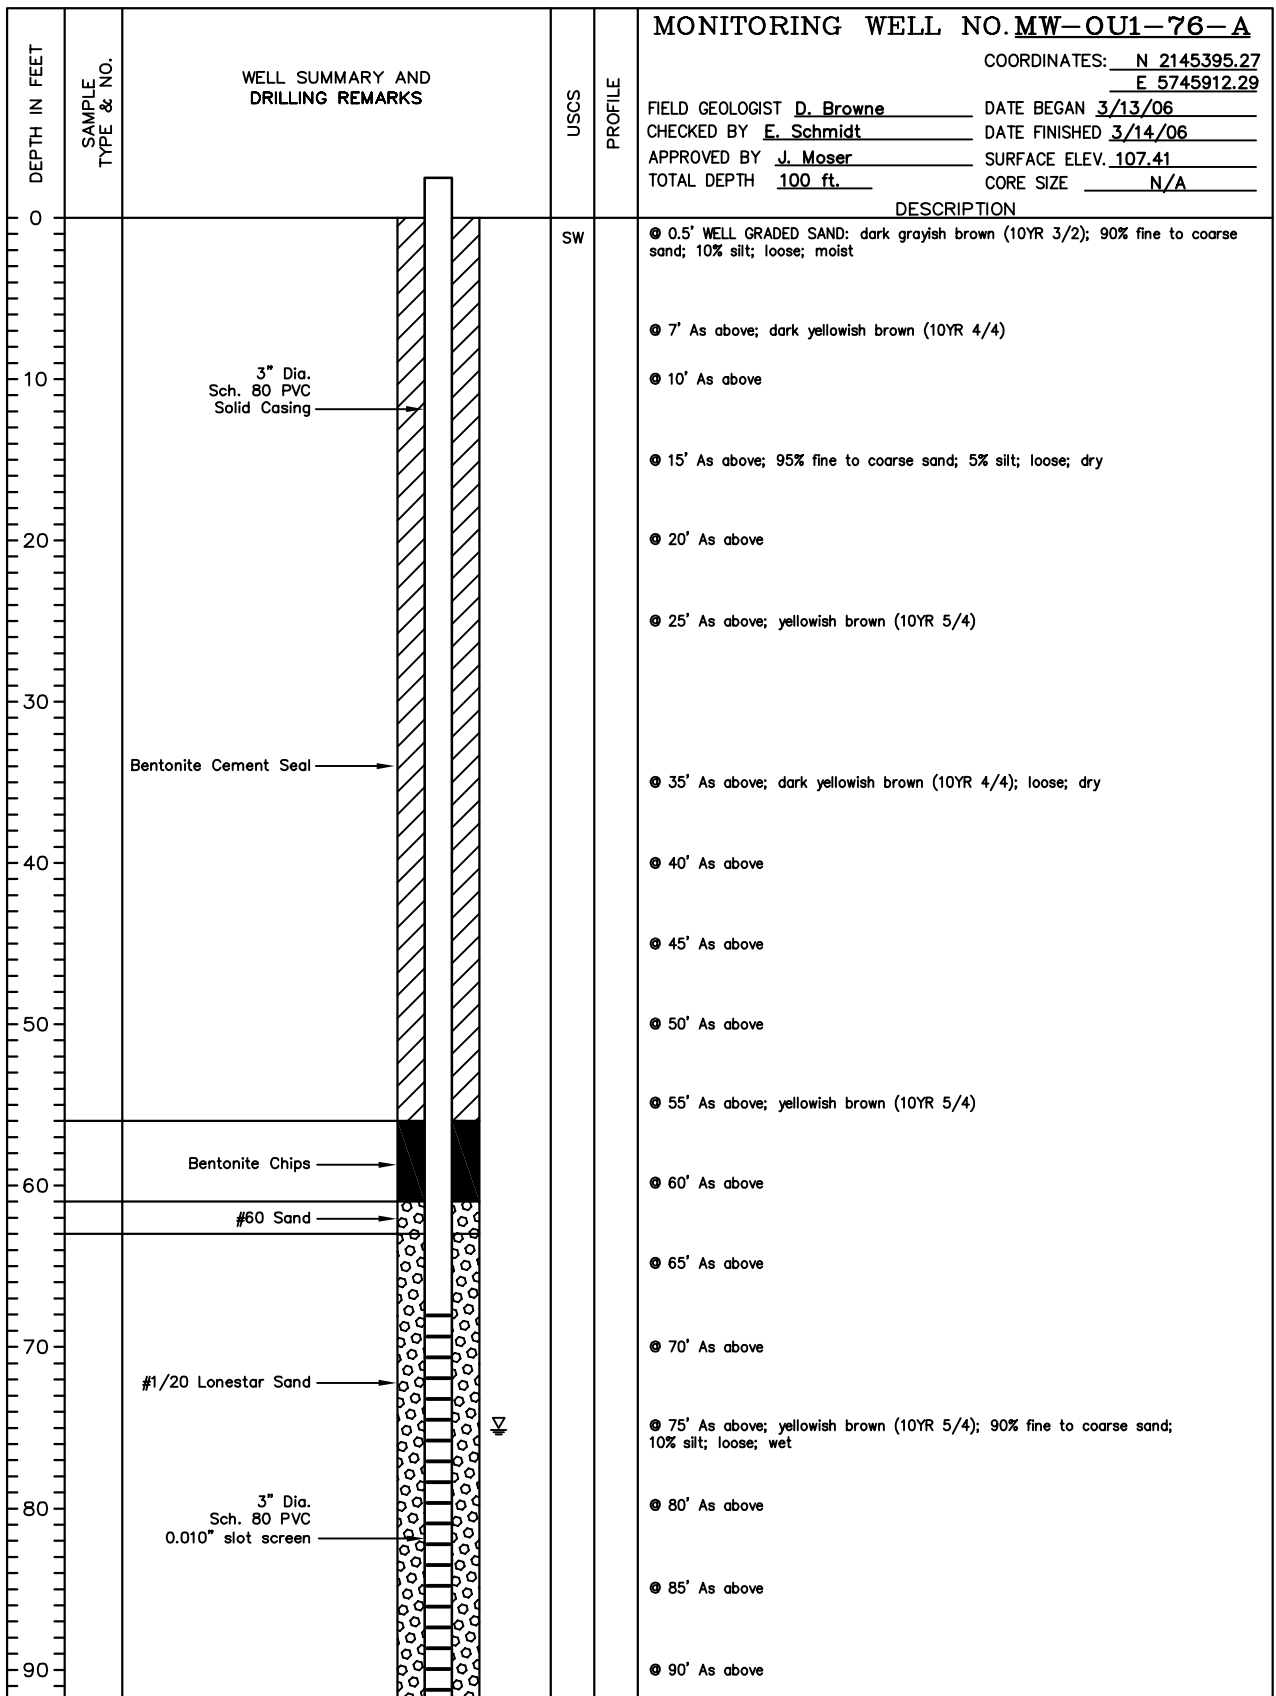 MONITORING WELL NO. MW-OU1-76-A
COORDINATES: N 2145395.27
E 5745912.29
FIELD GEOLOGIST D. Browne DATE BEGAN 3/13/06
CHECKED BY E. Schmidt DATE FINISHED 3/14/06
APPROVED BY J. Moser SURFACE ELEV. 107.41
TOTAL DEPTH 100 ft. CORE SIZE N/A
DESCRIPTION
DEPTH IN FEET
SAMPLE
TYPE & NO.
WELL SUMMARY AND
DRILLING REMARKS
USCS
PROFILE
0
SW
@ 0.5' WELL GRADED SAND: dark grayish brown (10YR 3/2); 90% fine to coarse
sand; 10% silt; loose; moist
@ 7' As above; dark yellowish brown (10YR 4/4)
3" Dia.
Sch. 80 PVC
Solid Casing
10
@ 10' As above
@ 15' As above; 95% fine to coarse sand; 5% silt; loose; dry
20
@ 20' As above
@ 25' As above; yellowish brown (10YR 5/4)
30
Bentonite Cement Seal
@ 35' As above; dark yellowish brown (10YR 4/4); loose; dry
40
@ 40' As above
@ 45' As above
50
@ 50' As above
@ 55' As above; yellowish brown (10YR 5/4)
Bentonite Chips
60
@ 60' As above
#60 Sand
@ 65' As above
70
@ 70' As above
#1/20 Lonestar Sand
@ 75' As above; yellowish brown (10YR 5/4); 90% fine to coarse sand;
10% silt; loose; wet
3" Dia.
Sch. 80 PVC
0.010" slot screen
80
@ 80' As above
@ 85' As above
90
@ 90' As above